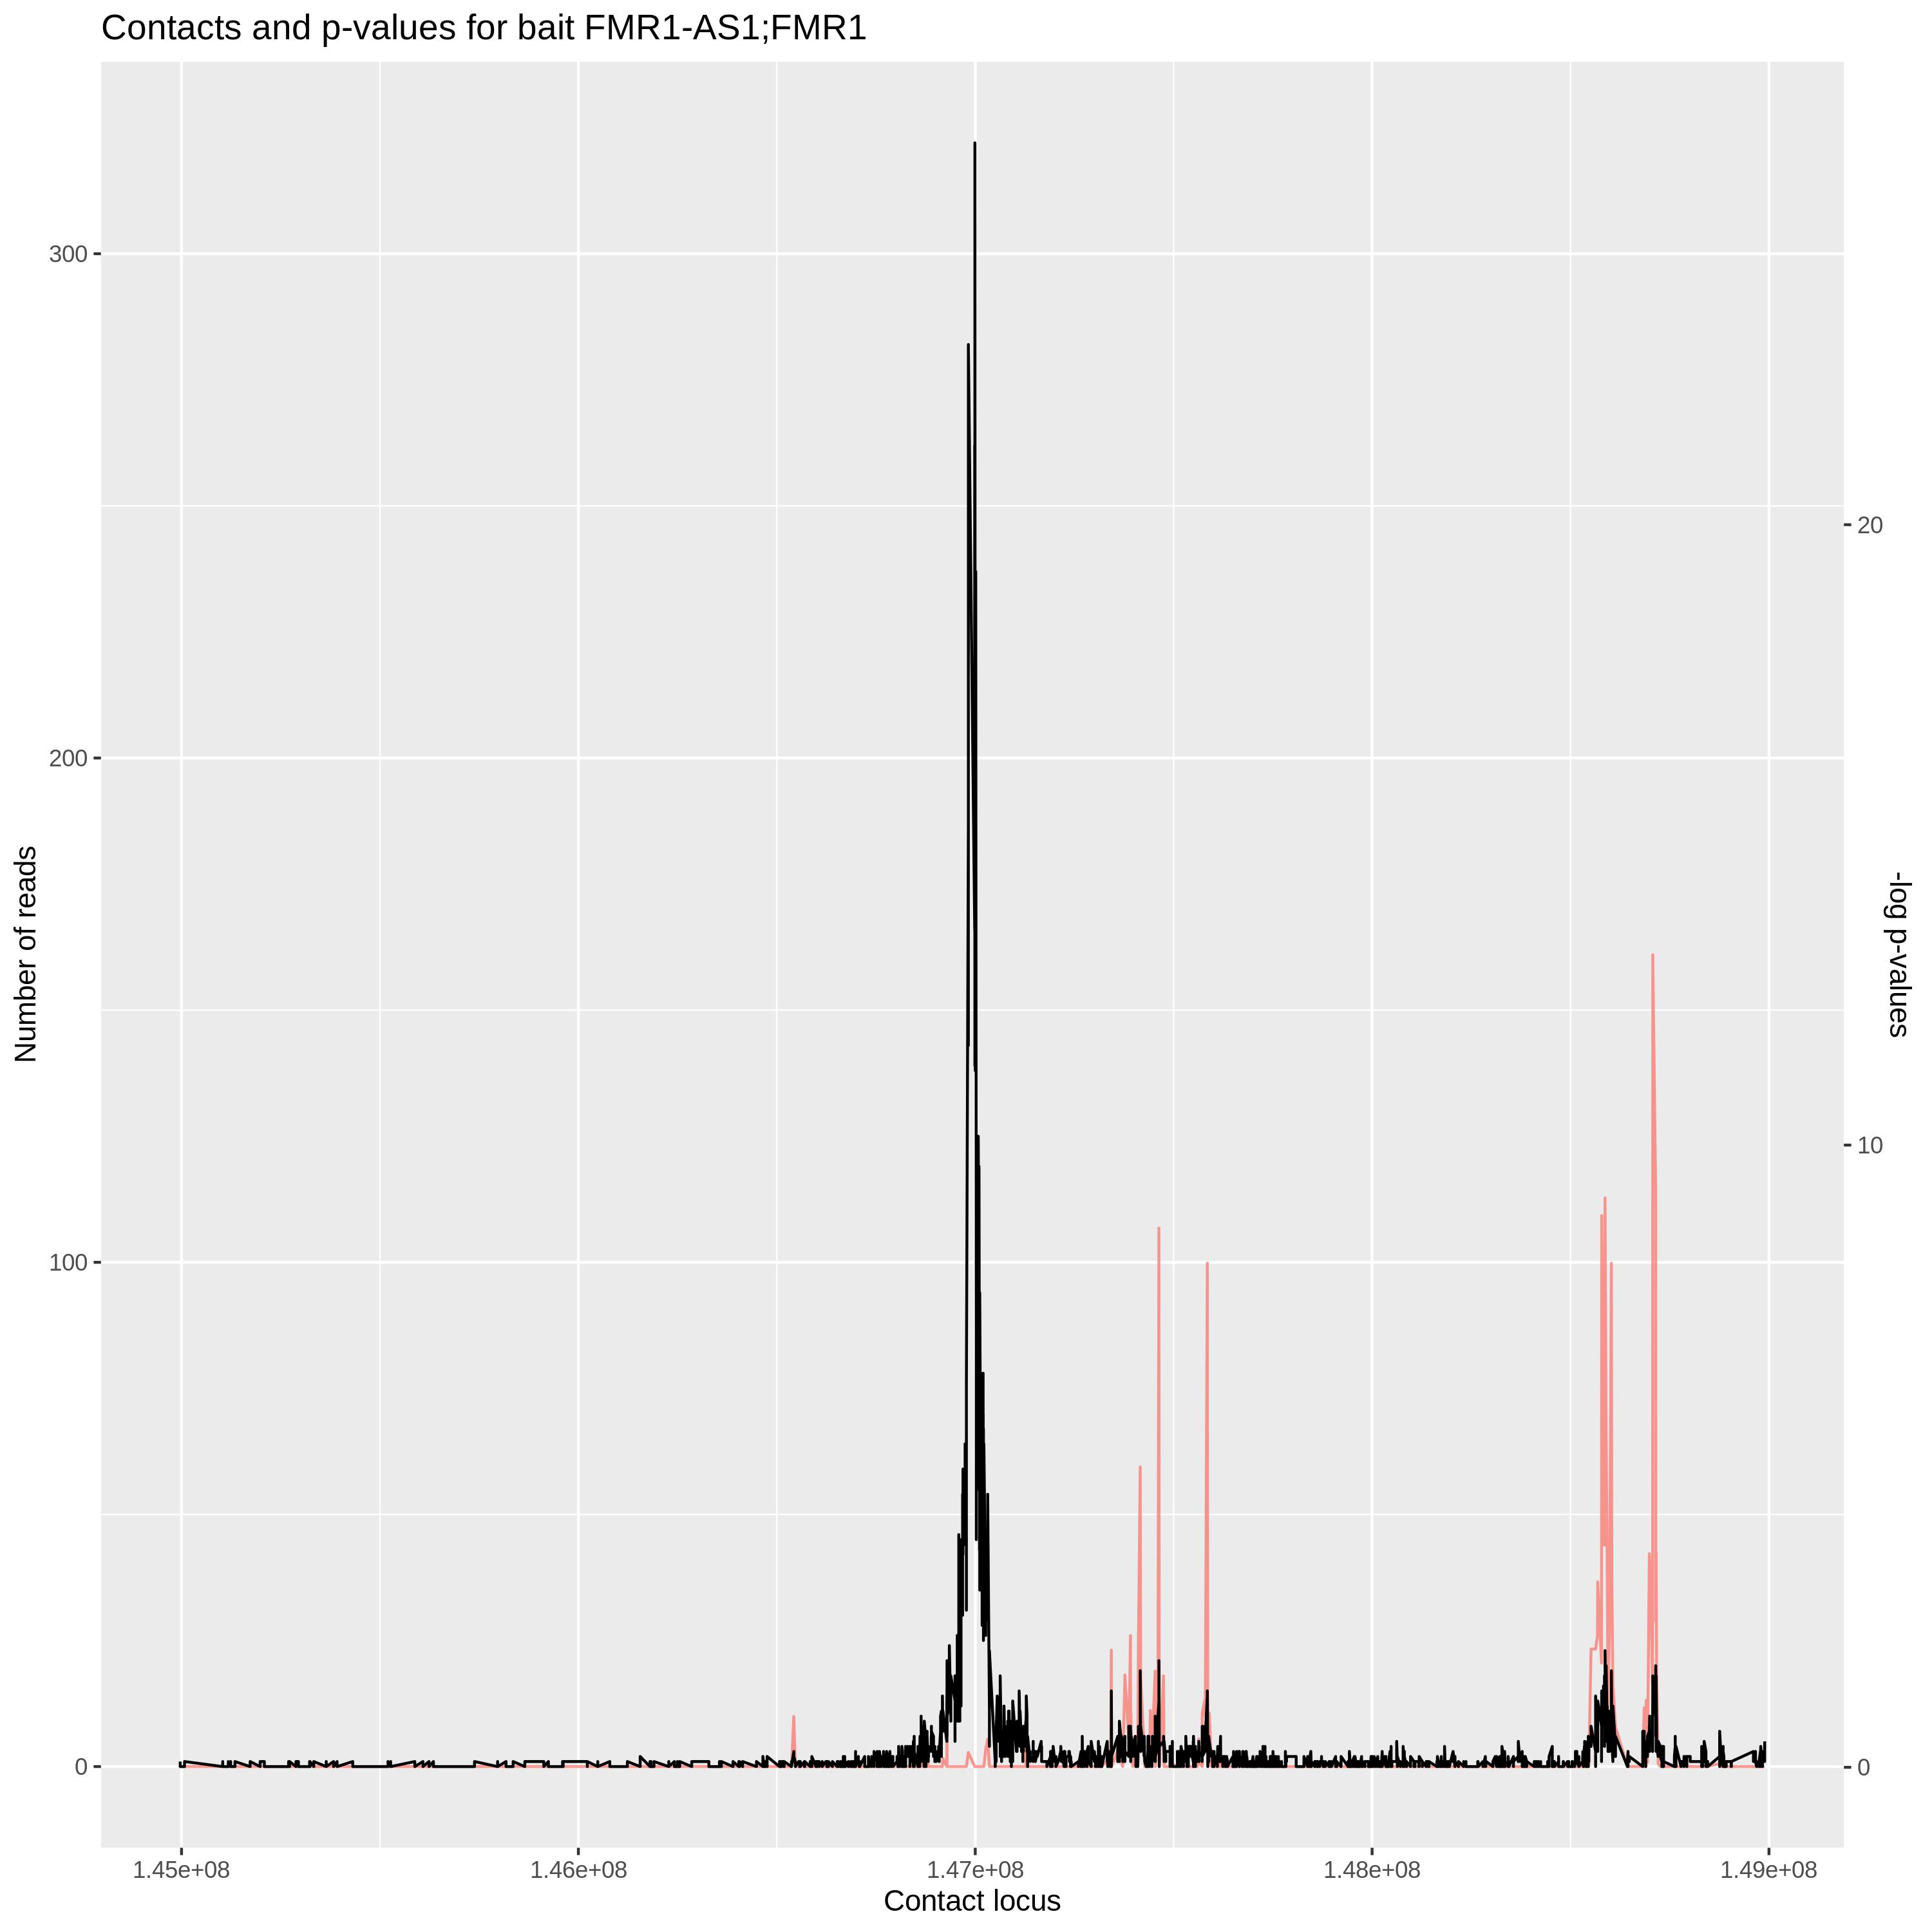 Contacts and p-values for bait FMR1-AS1;FMR1
300
200
100
0
Number of reads
20
10
0
-log p-values
1.45e+08 1.46e+08 1.47e+08 1.48e+08 1.49e+08
Contact locus